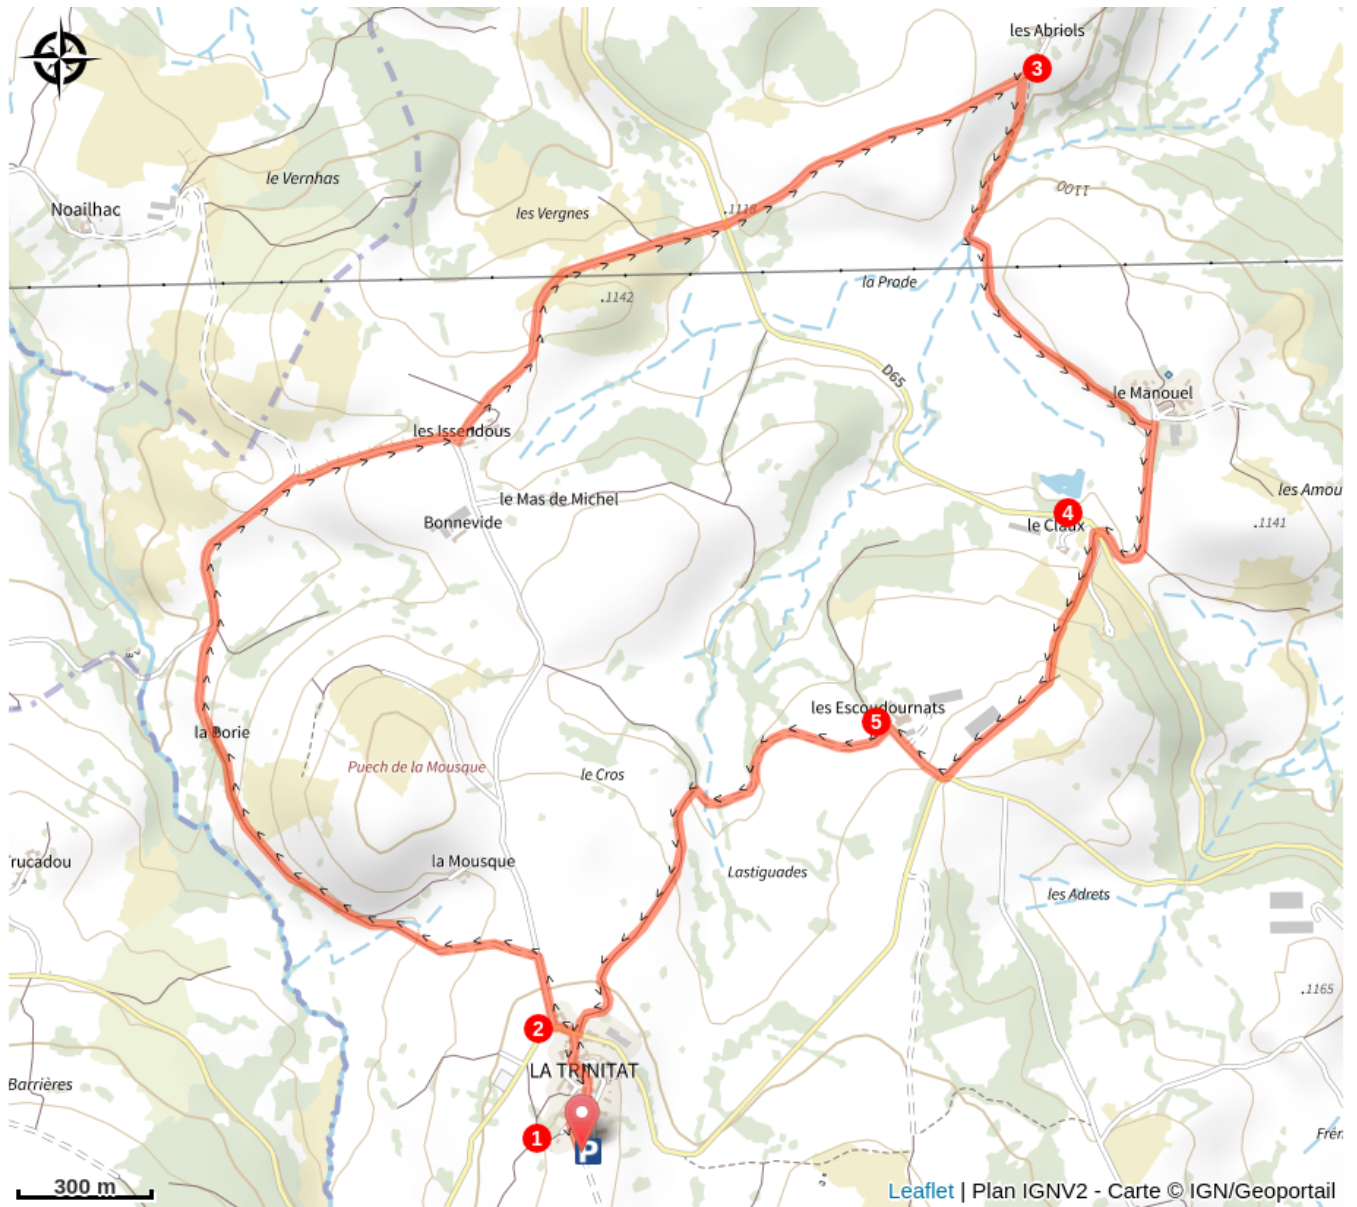 les Abriols
3
le Vernhas
1100
Noailhac
les Vergnes
.1118
la Prade
.1142
D65
le Manouel
les Issendous
les Amou
le Mas de Michel
4
Bonnevide
le Claux
.1141
les Escoudournats
5
la Borie
Puech de la Mousque
le Cros
rucadou
la Mousque
Lastiguades
les Adrets
.1165
2
LA TRINITAT
Barrières
1
P
Frér
300 m
Leaflet | Plan IGNV2 - Carte © IGN/Geoportail